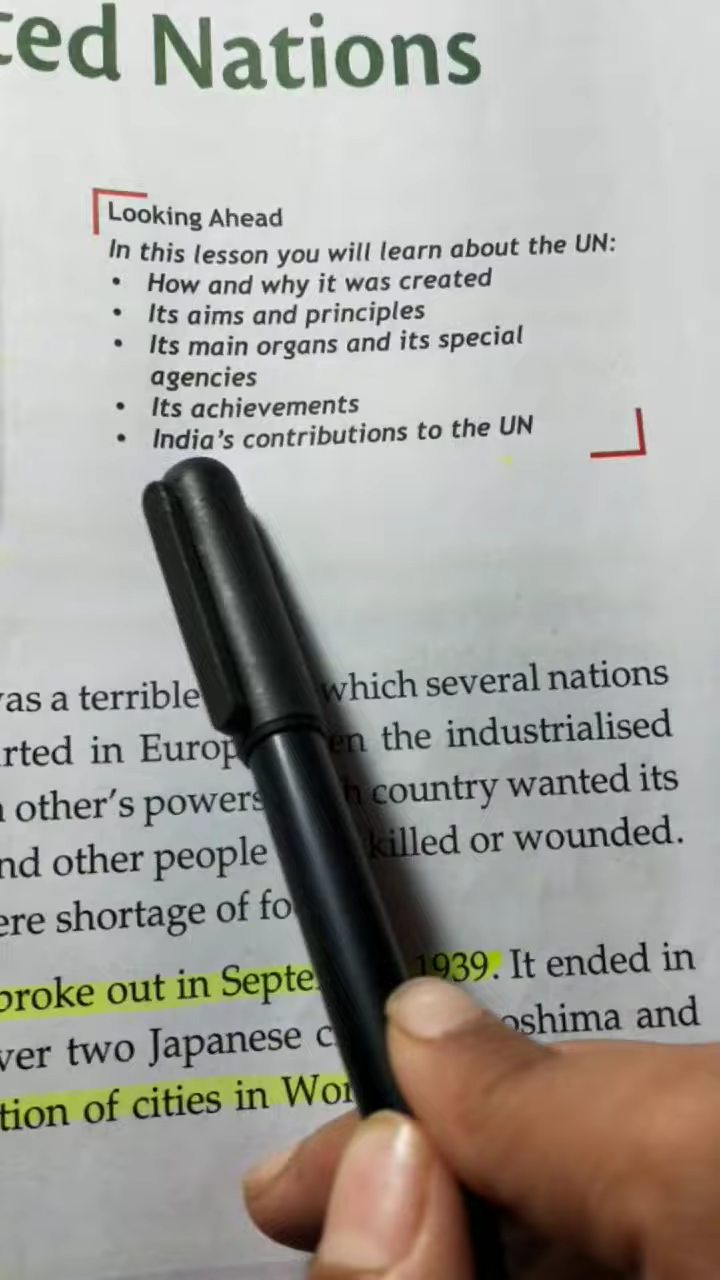 ted Nations
Looking Ahead
In this lesson you will learn about the UN:
• How and why it was created
• Its aims and principles
• Its main organs and its special
agencies
• Its achievements
• India's contributions to the UN
as a terrible which several nations
rted in Europ en the industrialised
other's powers h country wanted its
nd other people killed or wounded.
ere shortage of fo
broke out in Septe 1939. It ended in
ver two Japanese c oshima and
tion of cities in Wor